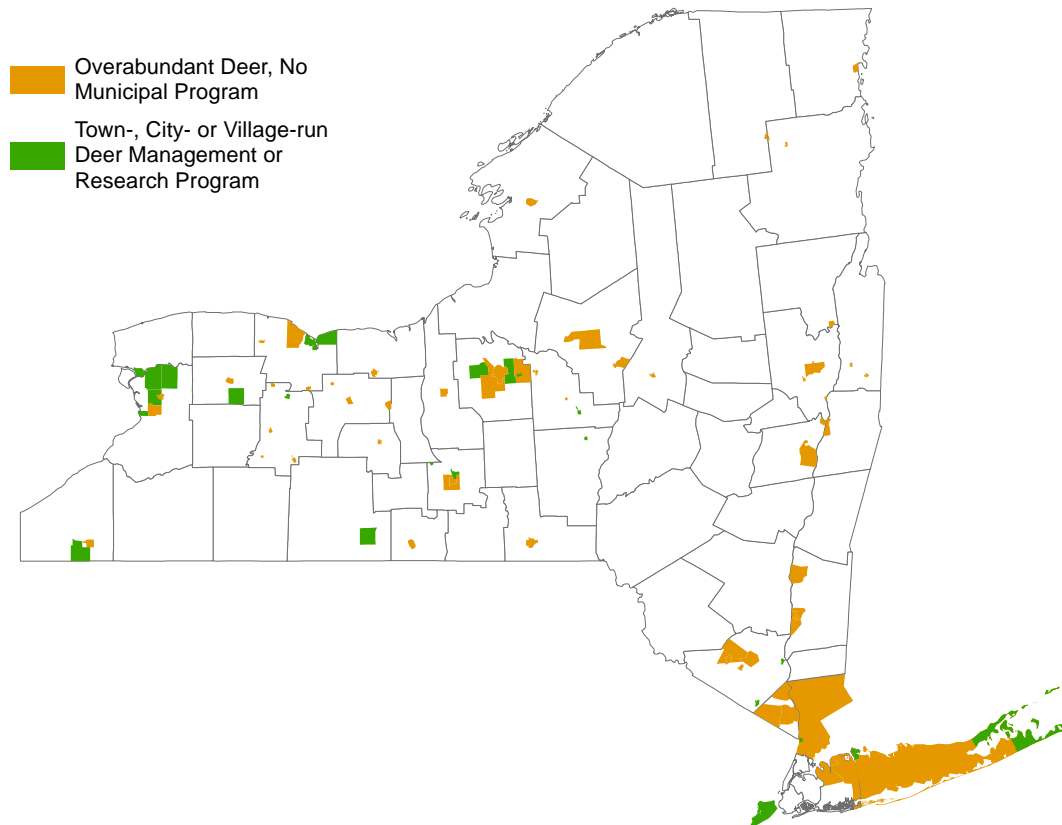 Overabundant Deer, No
Municipal Program
Town-, City- or Village-run
Deer Management or
Research Program